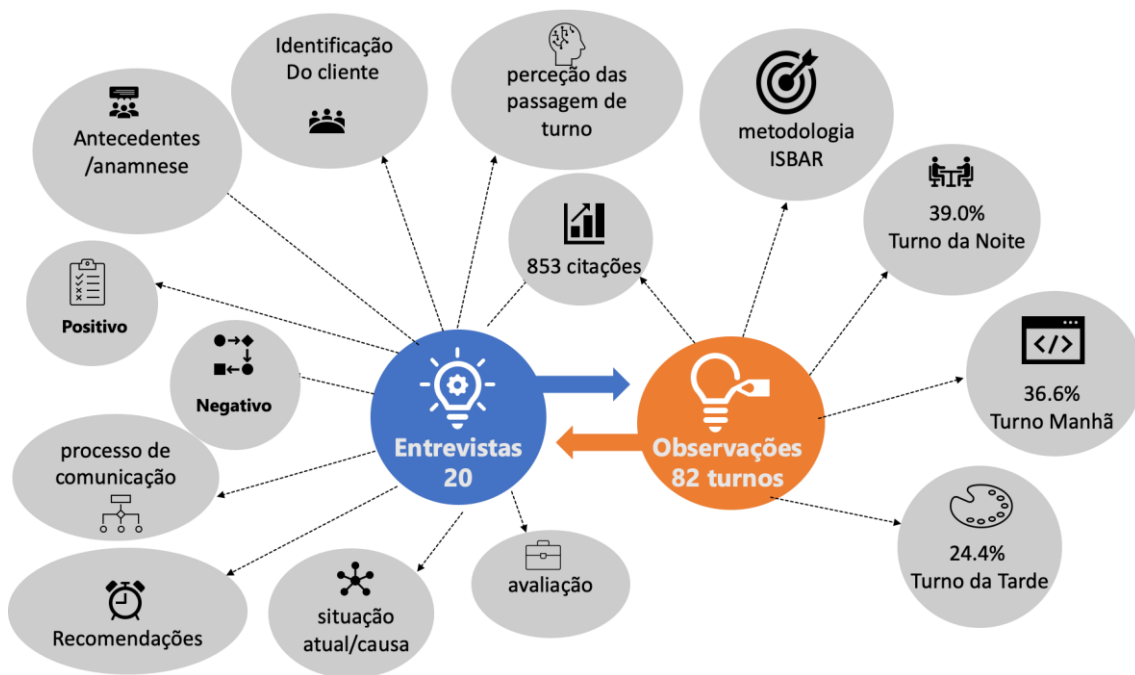 Identificação
Do cliente
perceção das
passagem de
turno
metodologia
ISBAR
Antecedentes
/anamnese
39.0%
Turno da Noite
853 citações
Positivo
Negativo
36.6%
Turno Manhã
Entrevistas
20
Observações
82 turnos
processo de
comunicação
24.4%
Turno da Tarde
avaliação
Recomendações
situação
atual/causa